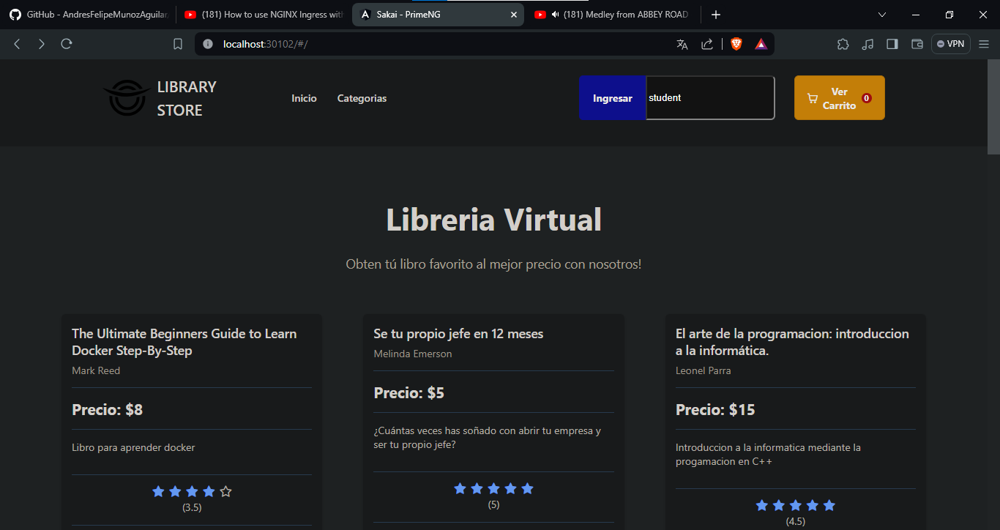 GitHub - AndresFelipeMunozAguilar
(181) How to use NGINX Ingress with
Sakai - PrimeNG
(181) Medley from ABBEY ROAD
localhost:30102/#/
VPN
LIBRARY
STORE
Inicio
Categorias
Ingresar
student
Ver
Carrito
0
Libreria Virtual
Obten tú libro favorito al mejor precio con nosotros!
The Ultimate Beginners Guide to Learn
Docker Step-By-Step
Mark Reed
Precio: $8
Libro para aprender docker
(3.5)
Se tu propio jefe en 12 meses
Melinda Emerson
Precio: $5
¿Cuántas veces has soñado con abrir tu empresa y
ser tu propio jefe?
(5)
El arte de la programacion: introduccion
a la informática.
Leonel Parra
Precio: $15
Introduccion a la informatica mediante la
progamacion en C++
(4.5)